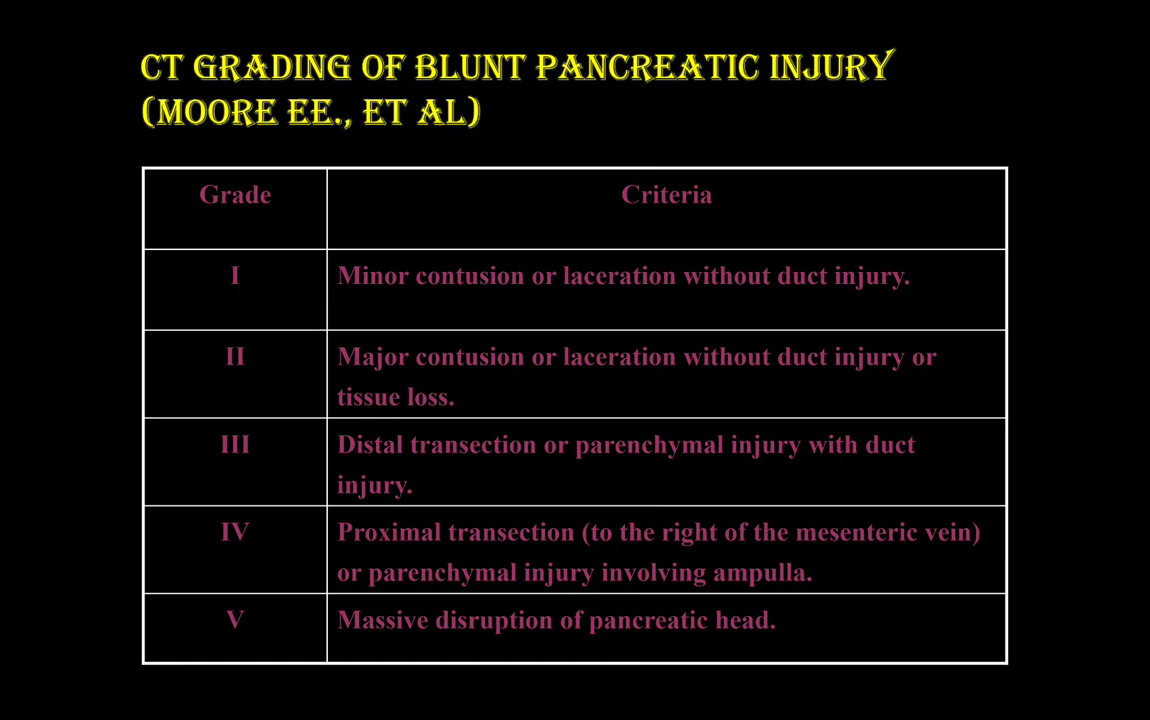 CT GRADING OF BLUNT PANCREATIC INJURY
(MOORE EE., ET AL)
Grade
Criteria
I
Minor contusion or laceration without duct injury.
II
Major contusion or laceration without duct injury or
tissue loss.
III
Distal transection or parenchymal injury with duct
injury.
IV
Proximal transection (to the right of the mesenteric vein)
or parenchymal injury involving ampulla.
V
Massive disruption of pancreatic head.